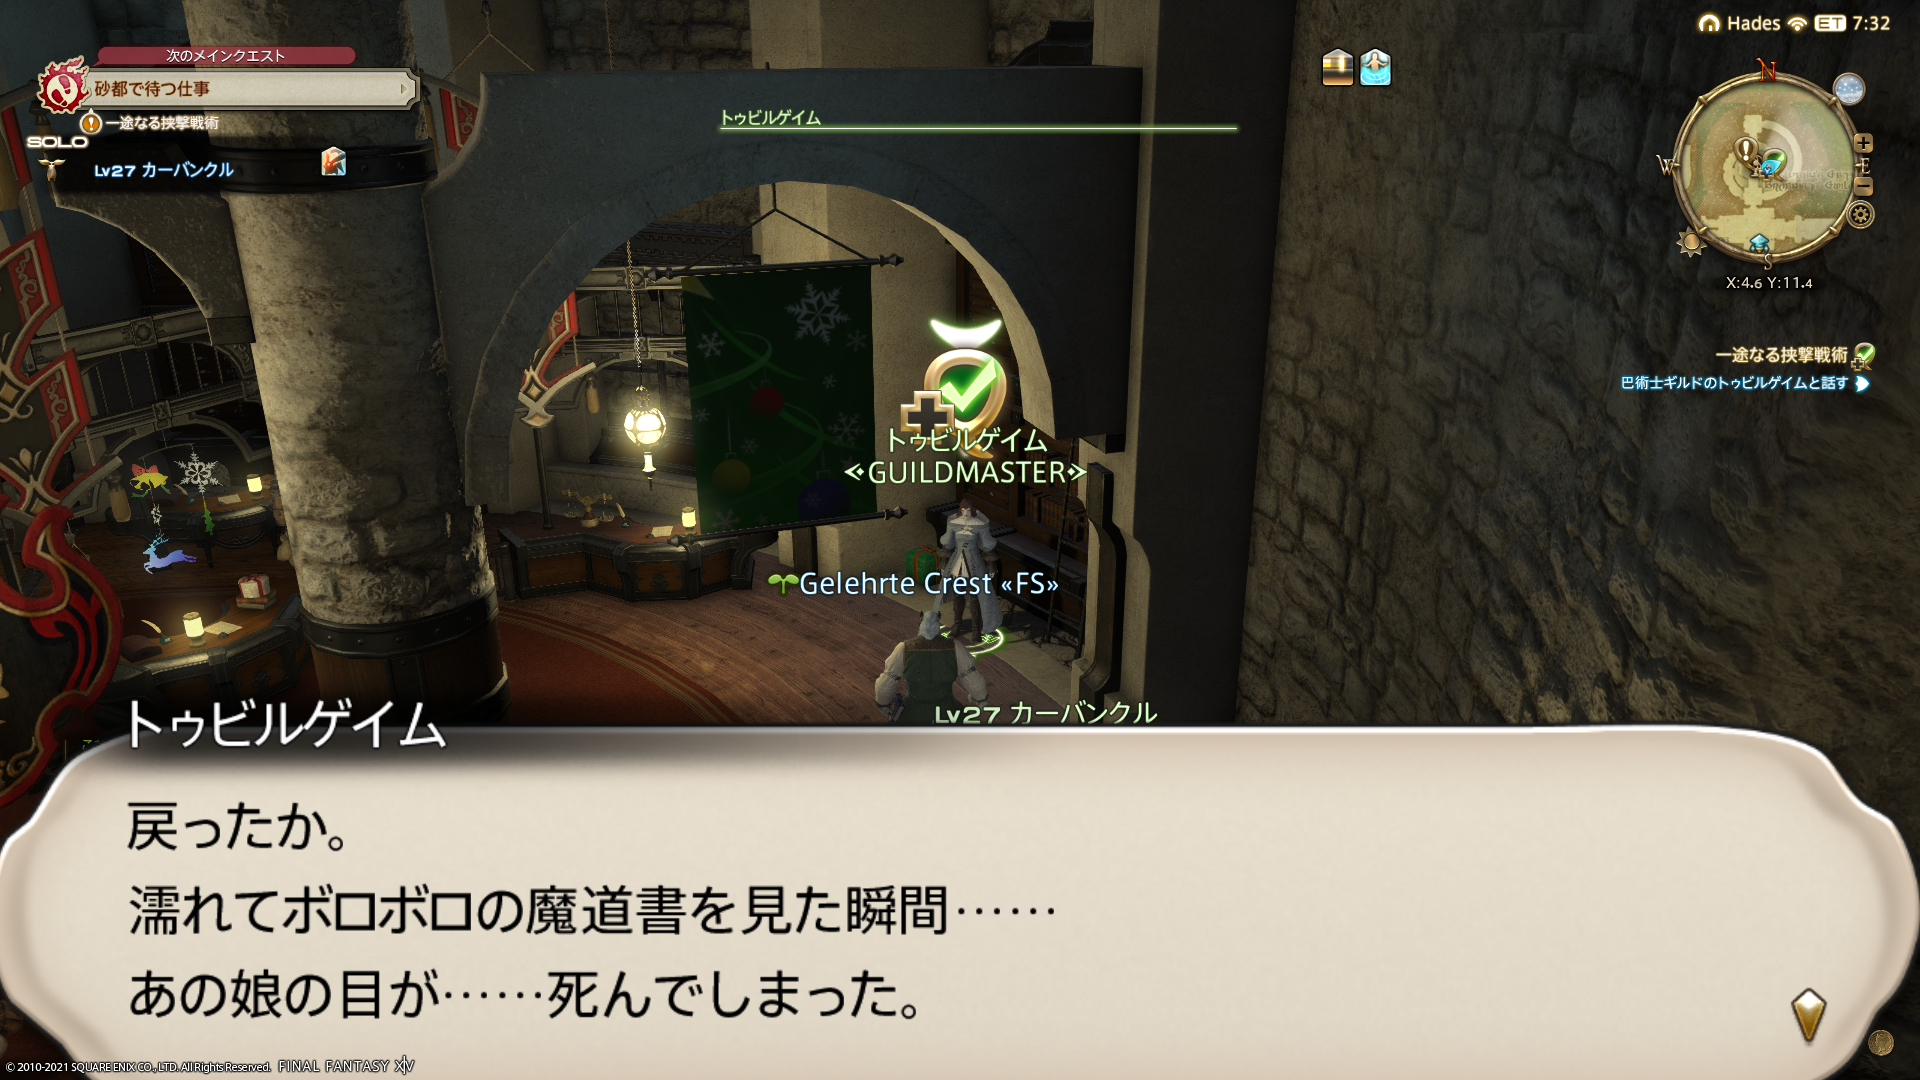 次のメインクエスト
砂都で待つ仕事
一途なる挟撃戦術
SOLO
Lv27 カーバンクル
トゥビルゲイム
Hades ET 7:32
N
W
E
S
X:4.6 Y:11.4
一途なる挟撃戦術
巴術士ギルドのトゥビルゲイムと話す
トゥビルゲイム
«GUILDMASTER»
Gelehrte Crest «FS»
Lv27 カーバンクル
トゥビルゲイム
戻ったか。
濡れてボロボロの魔道書を見た瞬間……
あの娘の目が……死んでしまった。
© 2010-2021 SQUARE ENIX CO., LTD. All Rights Reserved. FINAL FANTASY XIV